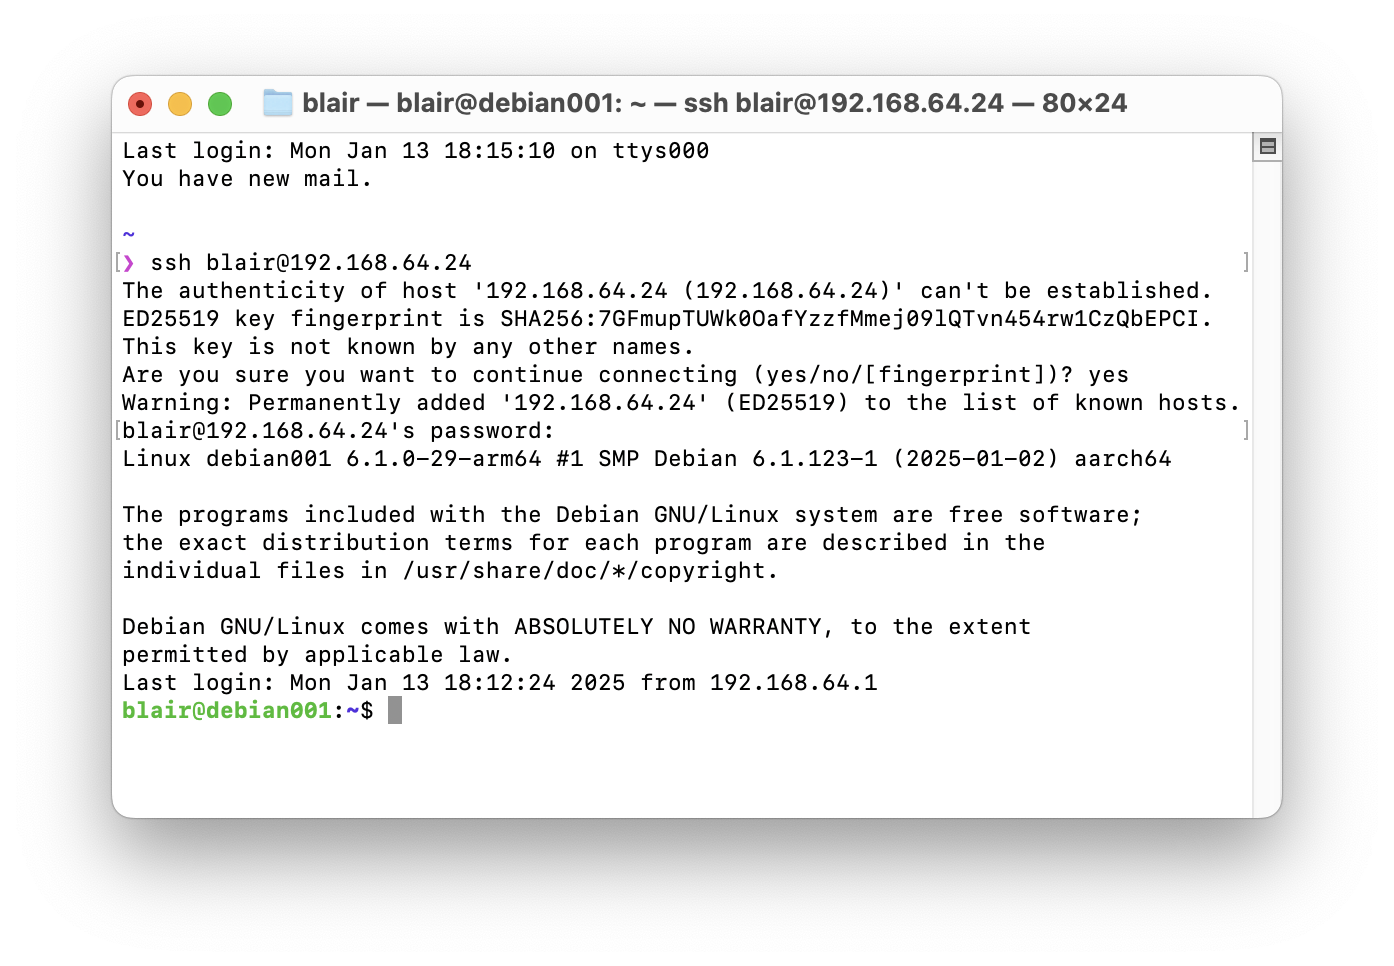 blair — blair@debian001: ~ — ssh blair@192.168.64.24 — 80×24
Last login: Mon Jan 13 18:15:10 on ttys000
You have new mail.
~
[❯ ssh blair@192.168.64.24 ]
The authenticity of host '192.168.64.24 (192.168.64.24)' can't be established.
ED25519 key fingerprint is SHA256:7GFmupTUWk0OafYzzfMmej09lQTvn454rw1CzQbEPCI.
This key is not known by any other names.
Are you sure you want to continue connecting (yes/no/[fingerprint])? yes
Warning: Permanently added '192.168.64.24' (ED25519) to the list of known hosts.
[blair@192.168.64.24's password: ]
Linux debian001 6.1.0-29-arm64 #1 SMP Debian 6.1.123-1 (2025-01-02) aarch64
The programs included with the Debian GNU/Linux system are free software;
the exact distribution terms for each program are described in the
individual files in /usr/share/doc/*/copyright.
Debian GNU/Linux comes with ABSOLUTELY NO WARRANTY, to the extent
permitted by applicable law.
Last login: Mon Jan 13 18:12:24 2025 from 192.168.64.1
blair@debian001:~$